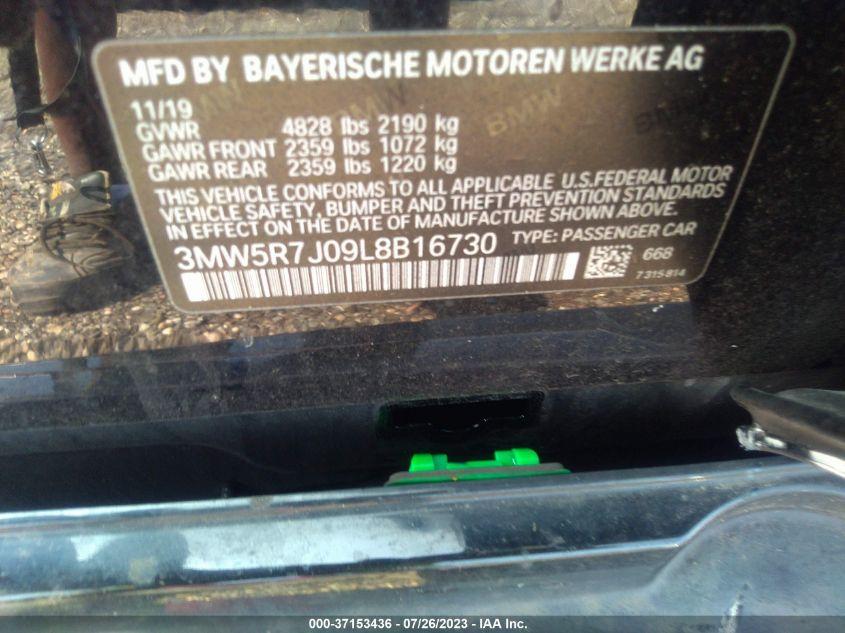 MFD BY BAYERISCHE MOTOREN WERKE AG
11/19
GVWR 4828 lbs 2190 kg
GAWR FRONT 2359 lbs 1072 kg
GAWR REAR 2359 lbs 1220 kg
THIS VEHICLE CONFORMS TO ALL APPLICABLE U.S.FEDERAL MOTOR
VEHICLE SAFETY, BUMPER AND THEFT PREVENTION STANDARDS
IN EFFECT ON THE DATE OF MANUFACTURE SHOWN ABOVE.
3MW5R7J09L8B16730 TYPE: PASSENGER CAR
668
7315814
BMW
BMW
000-37153436 / 07/26/2023 - IAA Inc.